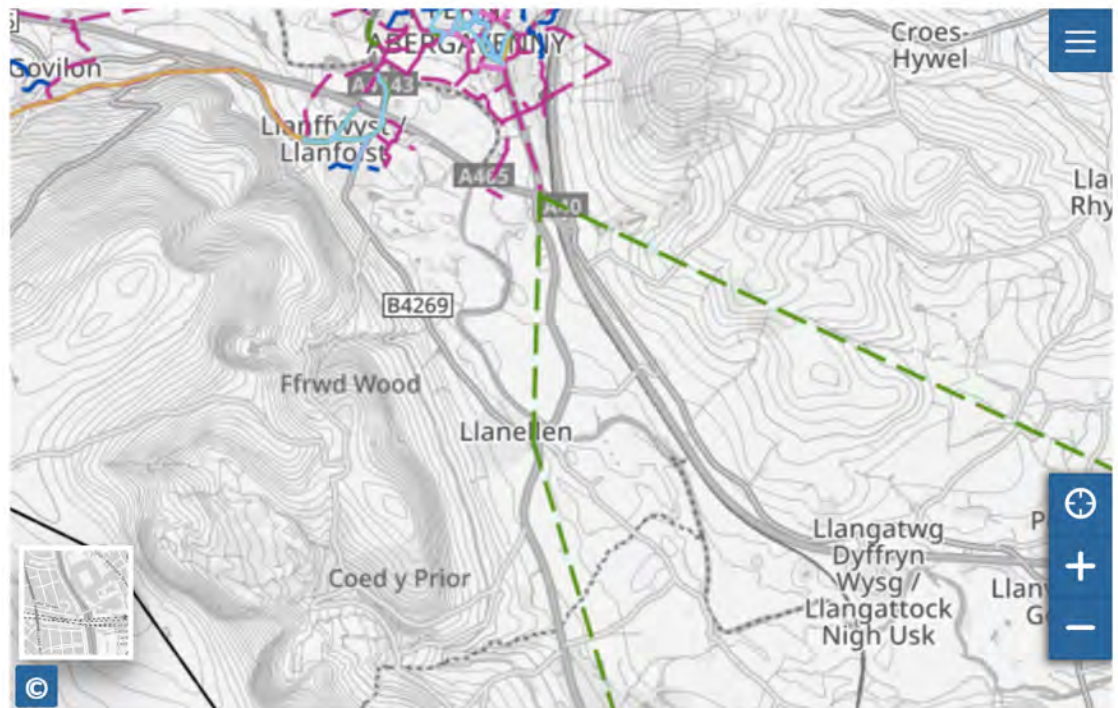 Croes-
Hywel
ABERGAVENNY
Govilon
Llanffwyst /
Llanfoist
A465
A40
B4269
Ffrwd Wood
Llanellen
Llangatwg
Dyffryn
Wysg /
Llangattock
Nigh Usk
Coed y Prior
+
−
©